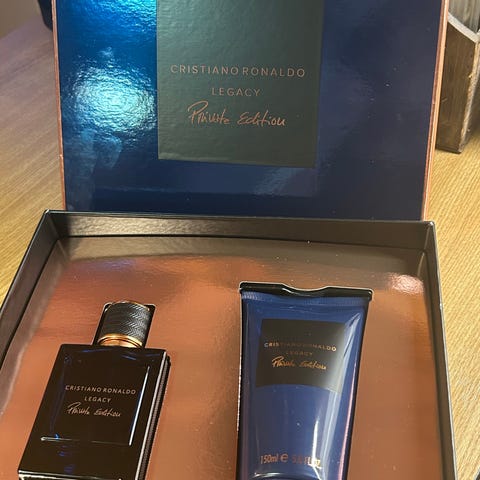 CRISTIANO RONALDO
LEGACY
Private Edition
CRISTIANO RONALDO
LEGACY
Private Edition
CRISTIANO RONALDO
LEGACY
Private Edition
150ml ℮